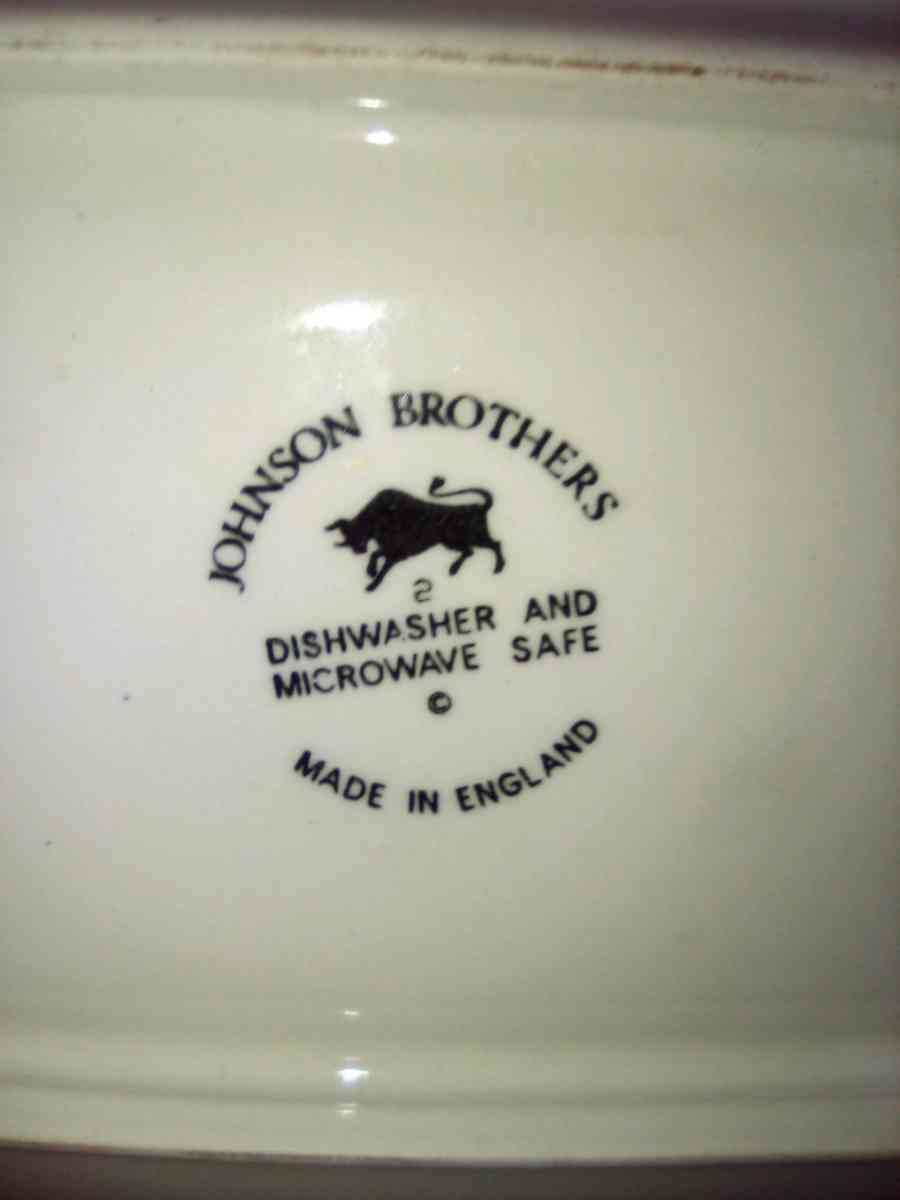 JOHNSON BROTHERS
2
DISHWASHER AND
MICROWAVE SAFE
©
MADE IN ENGLAND